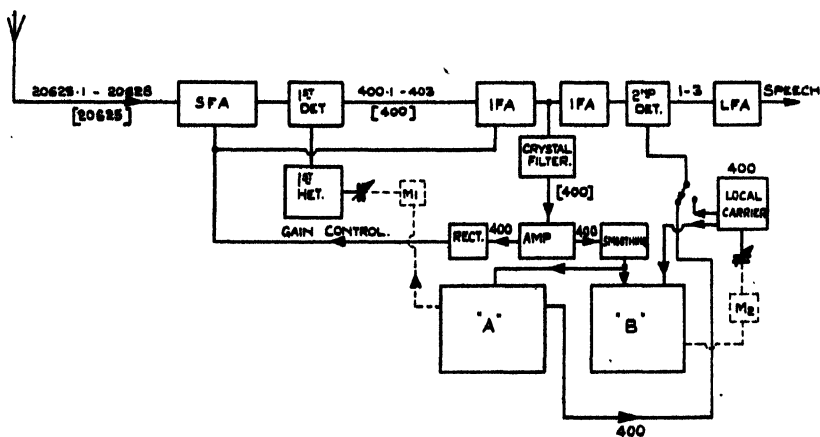 20625·1 - 20628
[20625]
SFA
1ST
DET
400·1 - 403
[400]
IFA
IFA
2ND
DET.
1-3
LFA
SPEECH
CRYSTAL
FILTER.
[400]
1ST
HET.
M1
400
LOCAL
CARRIER
GAIN CONTROL.
RECT.
400
AMP
400
SMOOTHING
"A"
"B"
M2
400